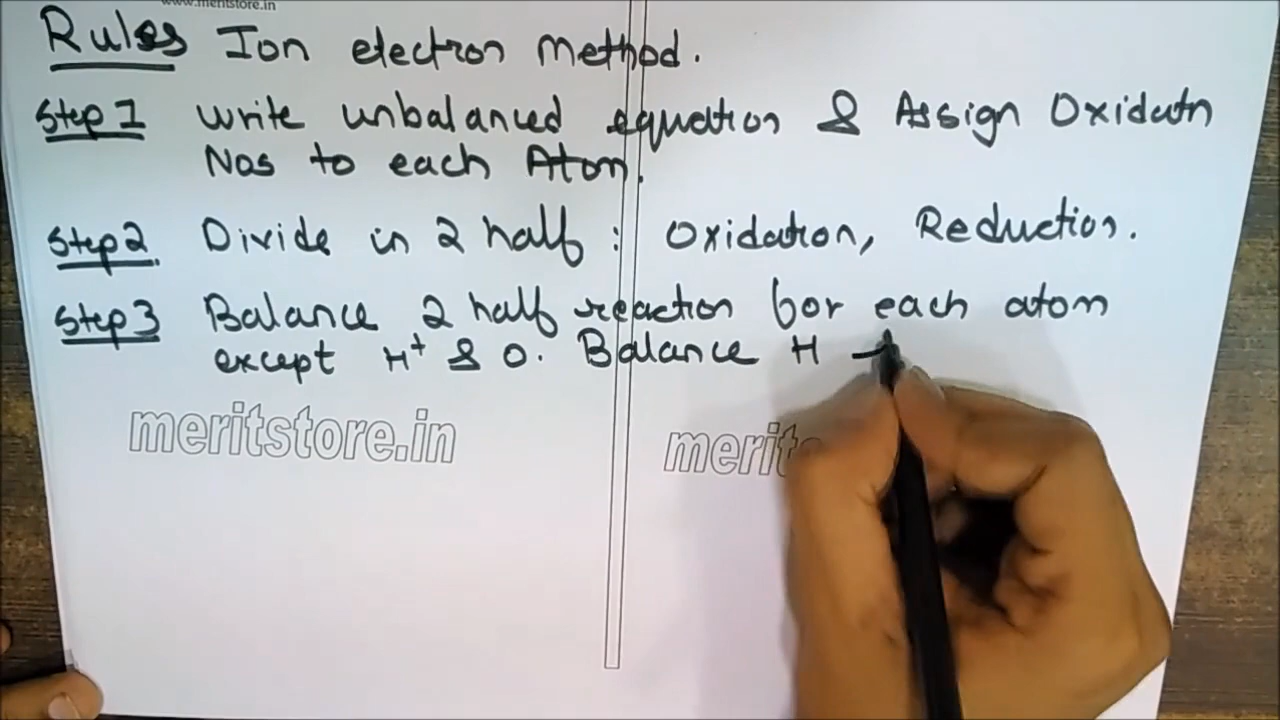 www.meritstore.in
Rules Ion electron method.
Step 1 Write unbalanced equation & Assign Oxidatn
Nos to each Atom.
Step 2 Divide in 2 half : Oxidation, Reduction.
Step 3 Balance 2 half reaction for each atom
except H+ & O. Balance H
meritstore.in merits